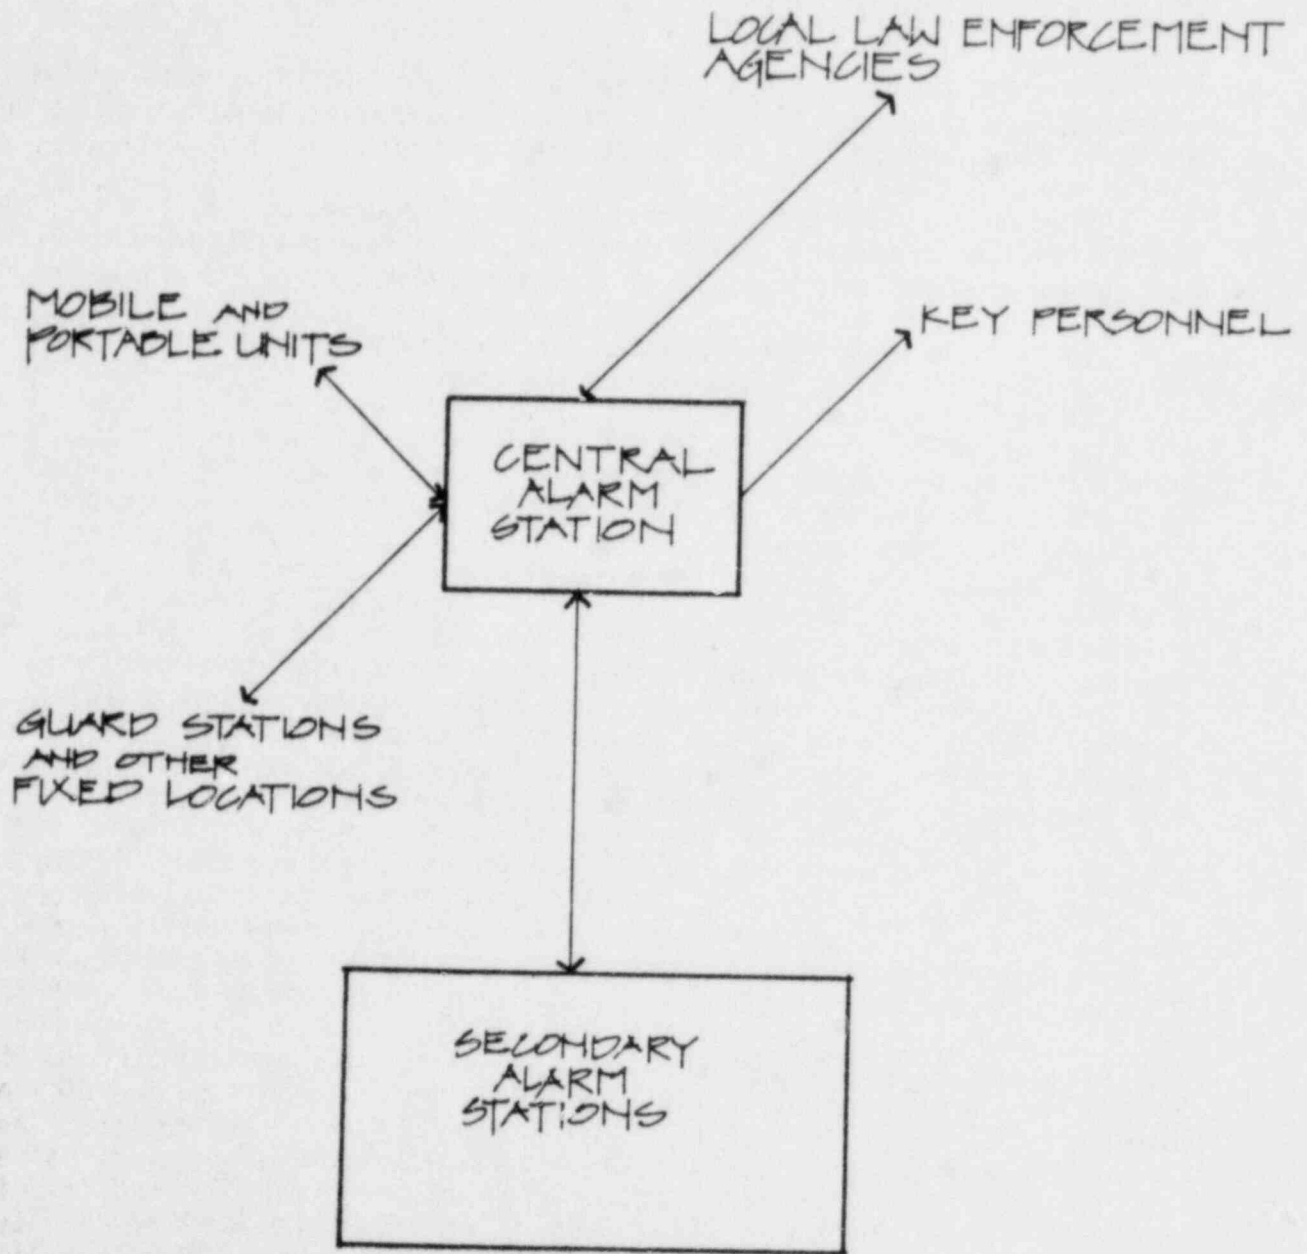 LOCAL LAW ENFORCEMENT
AGENCIES
MOBILE AND
PORTABLE UNITS
KEY PERSONNEL
CENTRAL
ALARM
STATION
GUARD STATIONS
AND OTHER
FIXED LOCATIONS
SECONDARY
ALARM
STATIONS